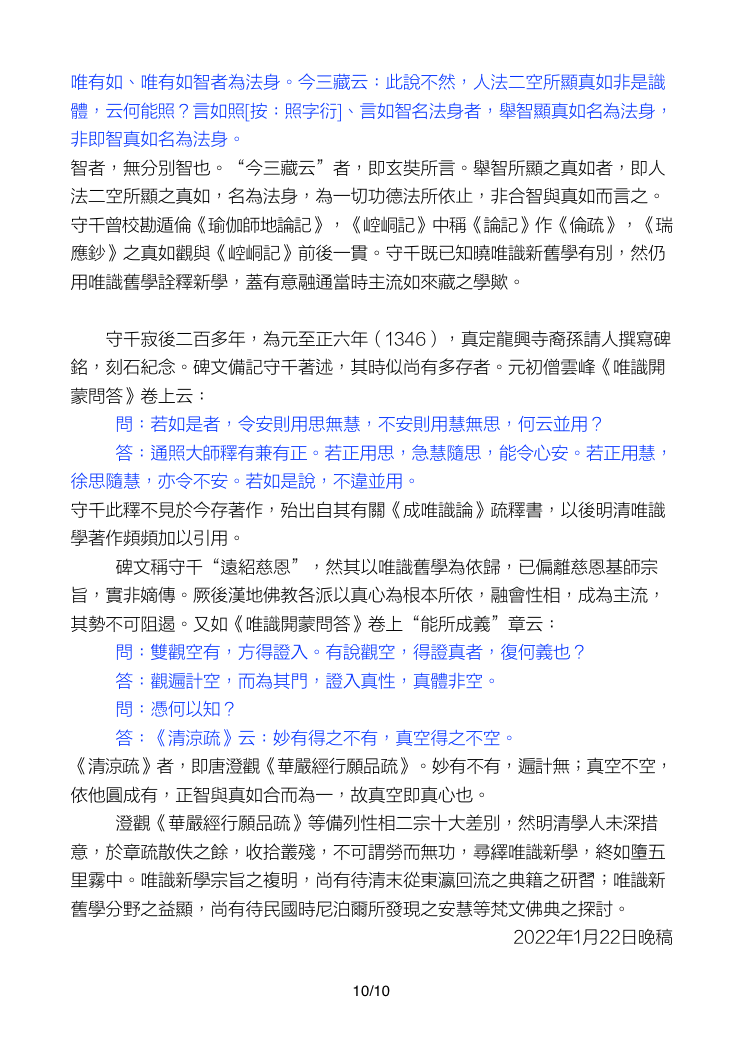 唯有如、唯有如智者為法身。今三藏云：此說不然，人法二空所顯真如非是識
體，云何能照？言如照[按：照字衍]、言如智名法身者，舉智顯真如名為法身，
非即智真如名為法身。
智者，無分別智也。“今三藏云”者，即玄奘所言。舉智所顯之真如者，即人
法二空所顯之真如，名為法身，為一切功德法所依止，非合智與真如而言之。
守千曾校勘遁倫《瑜伽師地論記》，《崆峒記》中稱《論記》作《倫疏》，《瑞
應鈔》之真如觀與《崆峒記》前後一貫。守千既已知曉唯識新舊學有別，然仍
用唯識舊學詮釋新學，蓋有意融通當時主流如來藏之學歟。
守千寂後二百多年，為元至正六年（1346），真定龍興寺裔孫請人撰寫碑
銘，刻石紀念。碑文備記守千著述，其時似尚有多存者。元初僧雲峰《唯識開
蒙問答》卷上云：
問：若如是者，令安則用思無慧，不安則用慧無思，何云並用？
答：通照大師釋有兼有正。若正用思，急慧隨思，能令心安。若正用慧，
徐思隨慧，亦令不安。若如是說，不違並用。
守千此釋不見於今存著作，殆出自其有關《成唯識論》疏釋書，以後明清唯識
學著作頻頻加以引用。
碑文稱守千“遠紹慈恩”，然其以唯識舊學為依歸，已偏離慈恩基師宗
旨，實非嫡傳。厥後漢地佛教各派以真心為根本所依，融會性相，成為主流，
其勢不可阻遏。又如《唯識開蒙問答》卷上“能所成義”章云：
問：雙觀空有，方得證入。有說觀空，得證真者，復何義也？
答：觀遍計空，而為其門，證入真性，真體非空。
問：憑何以知？
答：《清涼疏》云：妙有得之不有，真空得之不空。
《清涼疏》者，即唐澄觀《華嚴經行願品疏》。妙有不有，遍計無；真空不空，
依他圓成有，正智與真如合而為一，故真空即真心也。
澄觀《華嚴經行願品疏》等備列性相二宗十大差別，然明清學人未深措
意，於章疏散佚之餘，收拾叢殘，不可謂勞而無功，尋繹唯識新學，終如墮五
里霧中。唯識新學宗旨之複明，尚有待清末從東瀛回流之典籍之研習；唯識新
舊學分野之益顯，尚有待民國時尼泊爾所發現之安慧等梵文佛典之探討。
2022年1月22日晚稿
10/10